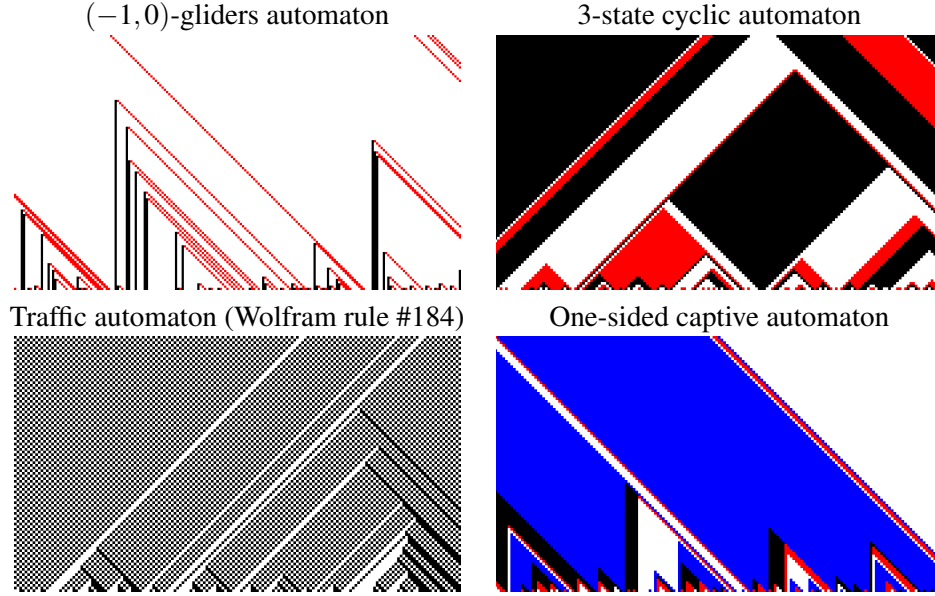 (−1,0)-gliders automaton
3-state cyclic automaton
Traffic automaton (Wolfram rule #184)
One-sided captive automaton